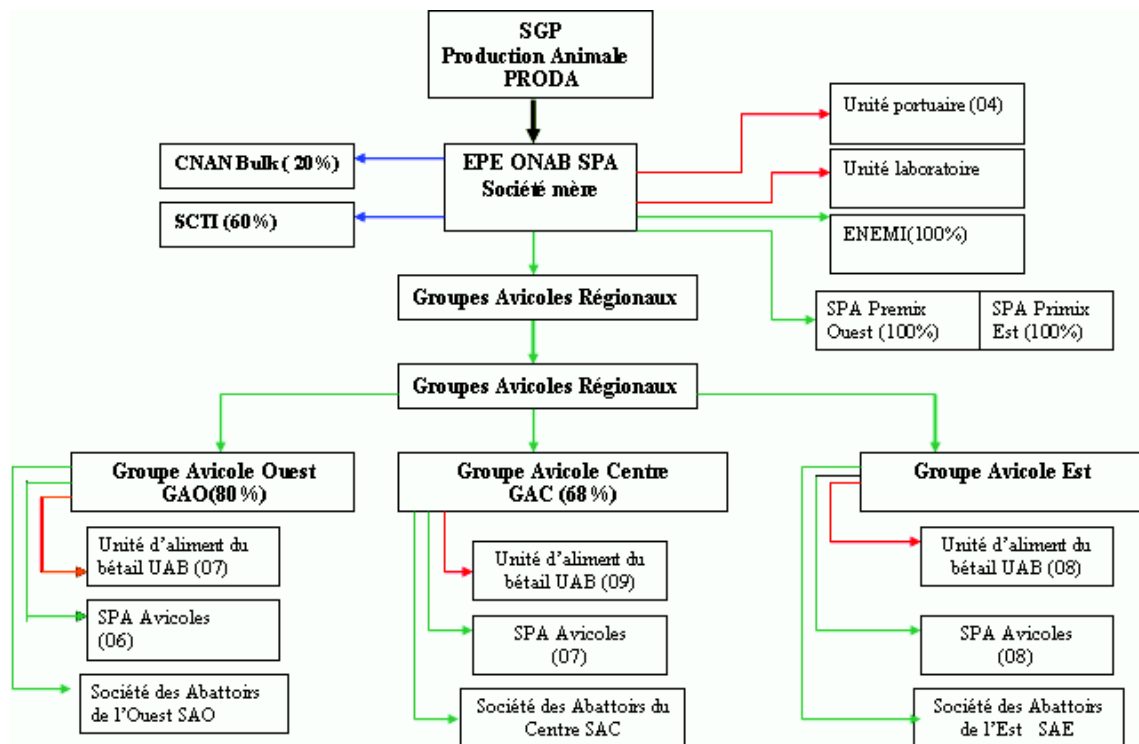 SGP
Production Animale
PRODA
Unité portuaire (04)
CNAN Bulk ( 20%)
EPE ONAB SPA
Société mère
Unité laboratoire
SCTI (60%)
ENEMI(100%)
Groupes Avicoles Régionaux
SPA Premix
Ouest (100%)
SPA Primix
Est (100%)
Groupes Avicoles Régionaux
Groupe Avicole Ouest
GAO(80%)
Groupe Avicole Centre
GAC (68%)
Groupe Avicole Est
Unité d’aliment du
bétail UAB (07)
Unité d’aliment du
bétail UAB (09)
Unité d’aliment du
bétail UAB (08)
SPA Avicoles
(06)
SPA Avicoles
(07)
SPA Avicoles
(08)
Société des Abattoirs
de l’Ouest SAO
Société des Abattoirs du
Centre SAC
Société des Abattoirs
de l’Est SAE